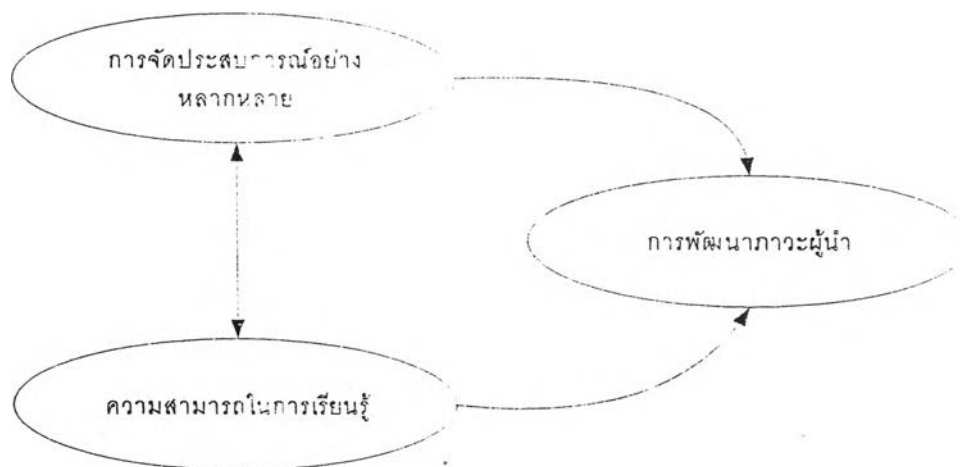 การจัดประสบการณ์อย่าง
หลากหลาย
การพัฒนาภาวะผู้นำ
ความสามารถในการเรียนรู้